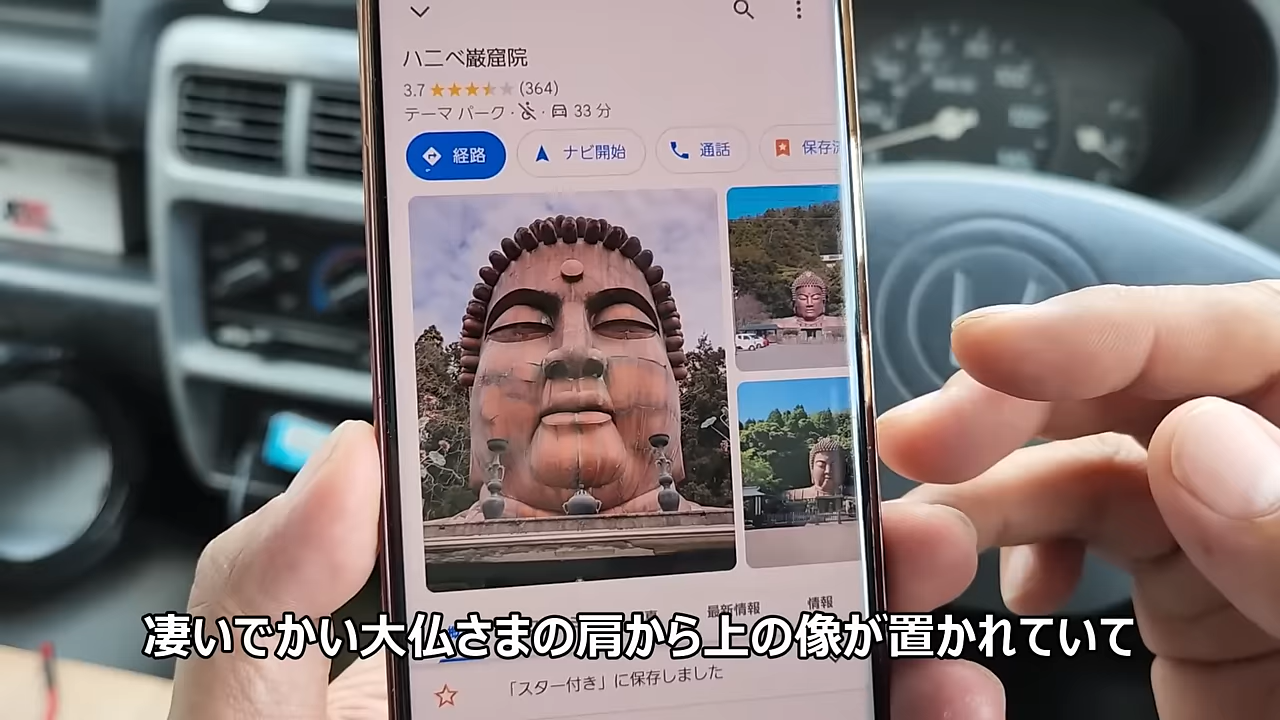 ハニベ巌窟院
3.7 (364)
テーマ パーク · · 33 分
経路
ナビ開始
通話
保存済
最新情報
情報
凄いでかい大仏さまの肩から上の像が置かれていて
「スター付き」に保存しました